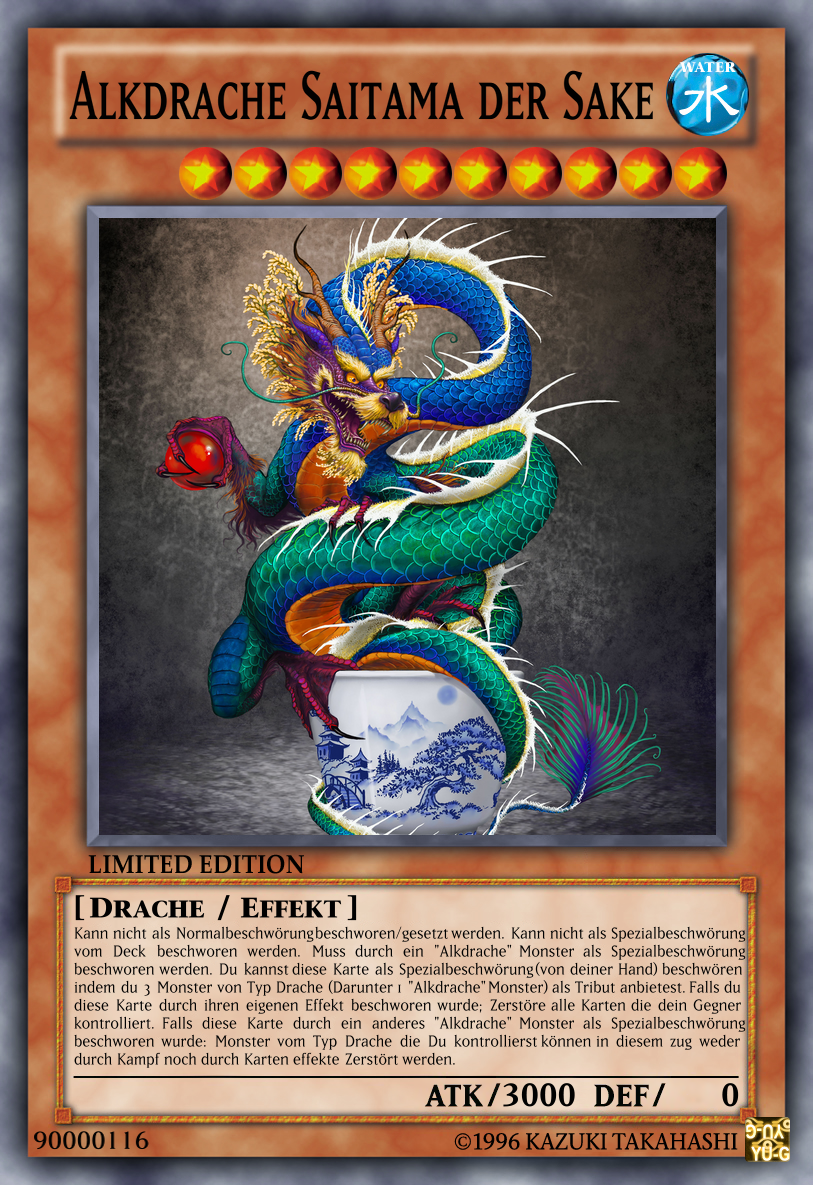 Alkdrache Saitama der Sake
WATER
水
LIMITED EDITION
[ Drache / Effekt ]
Kann nicht als Normalbeschwörung beschworen/gesetzt werden. Kann nicht als Spezialbeschwörung
vom Deck beschworen werden. Muss durch ein "Alkdrache" Monster als Spezialbeschwörung
beschworen werden. Du kannst diese Karte als Spezialbeschwörung (von deiner Hand) beschwören
indem du 3 Monster von Typ Drache (Darunter 1 "Alkdrache" Monster) als Tribut anbietest. Falls du
diese Karte durch ihren eigenen Effekt beschworen wurde; Zerstöre alle Karten die dein Gegner
kontrolliert. Falls diese Karte durch ein anderes "Alkdrache" Monster als Spezialbeschwörung
beschworen wurde: Monster vom Typ Drache die Du kontrollierst können in diesem zug weder
durch Kampf noch durch Karten effekte Zerstört werden.
ATK/3000 DEF/ 0
90000116 ©1996 KAZUKI TAKAHASHI